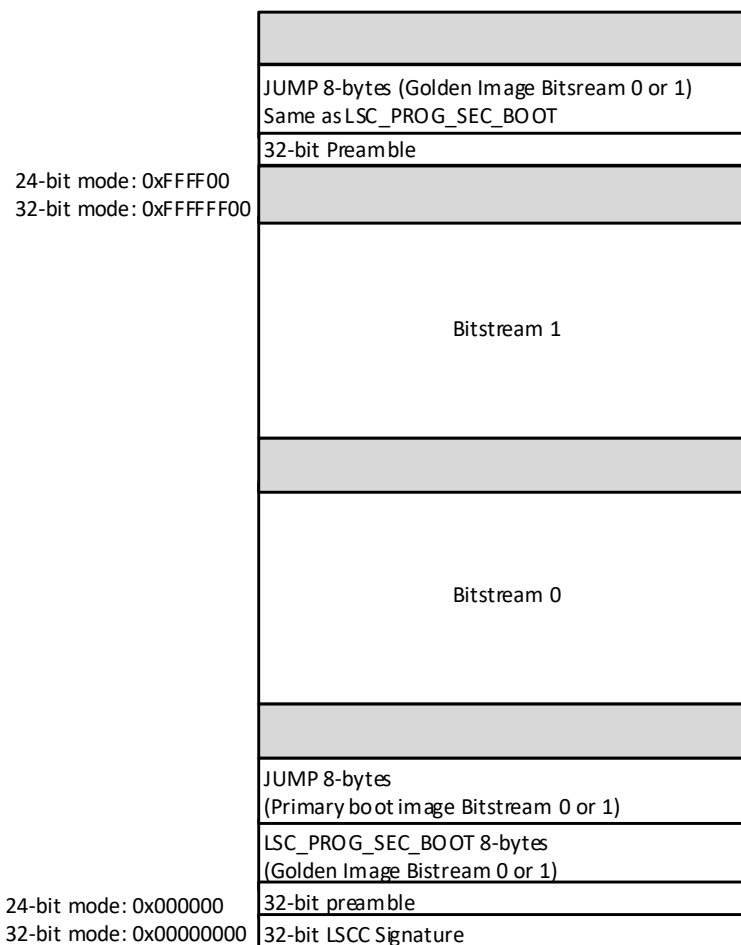 JUMP 8-bytes (Golden Image Bitsream 0 or 1)
Same as LSC_PROG_SEC_BOOT
32-bit Preamble
24-bit mode: 0xFFFF00
32-bit mode: 0xFFFFFF00
Bitstream 1
Bitstream 0
JUMP 8-bytes
(Primary boot image Bitstream 0 or 1)
LSC_PROG_SEC_BOOT 8-bytes
(Golden Image Bistream 0 or 1)
24-bit mode: 0x000000
32-bit preamble
32-bit mode: 0x00000000
32-bit LSCC Signature